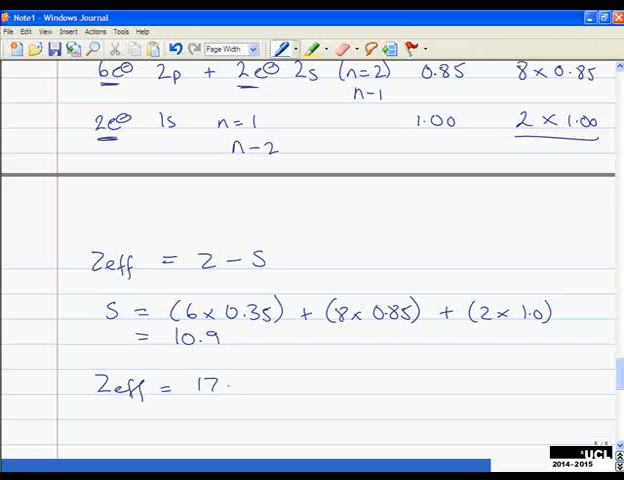 Note1 - Windows Journal
File Edit View Insert Actions Tools Help
Page Width
6e⊖ 2p + 2e⊖ 2s (n=2) 0.85 8 x 0.85
n-1
2e⊖ 1s n=1 1.00 2 x 1.00
n-2
Zeff = Z - S
S = (6 x 0.35) + (8 x 0.85) + (2 x 1.0)
= 10.9
Zeff = 17.
5/5
UCL
2014-2015